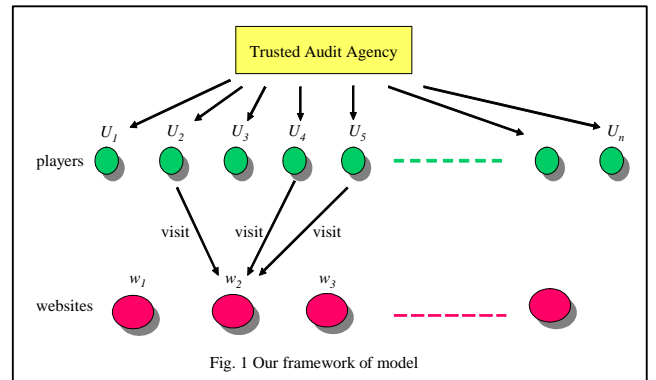 Trusted Audit Agency
U1 U2 U3 U4 U5 Un
players
visit visit visit
w1 w2 w3
websites
Fig. 1 Our framework of model